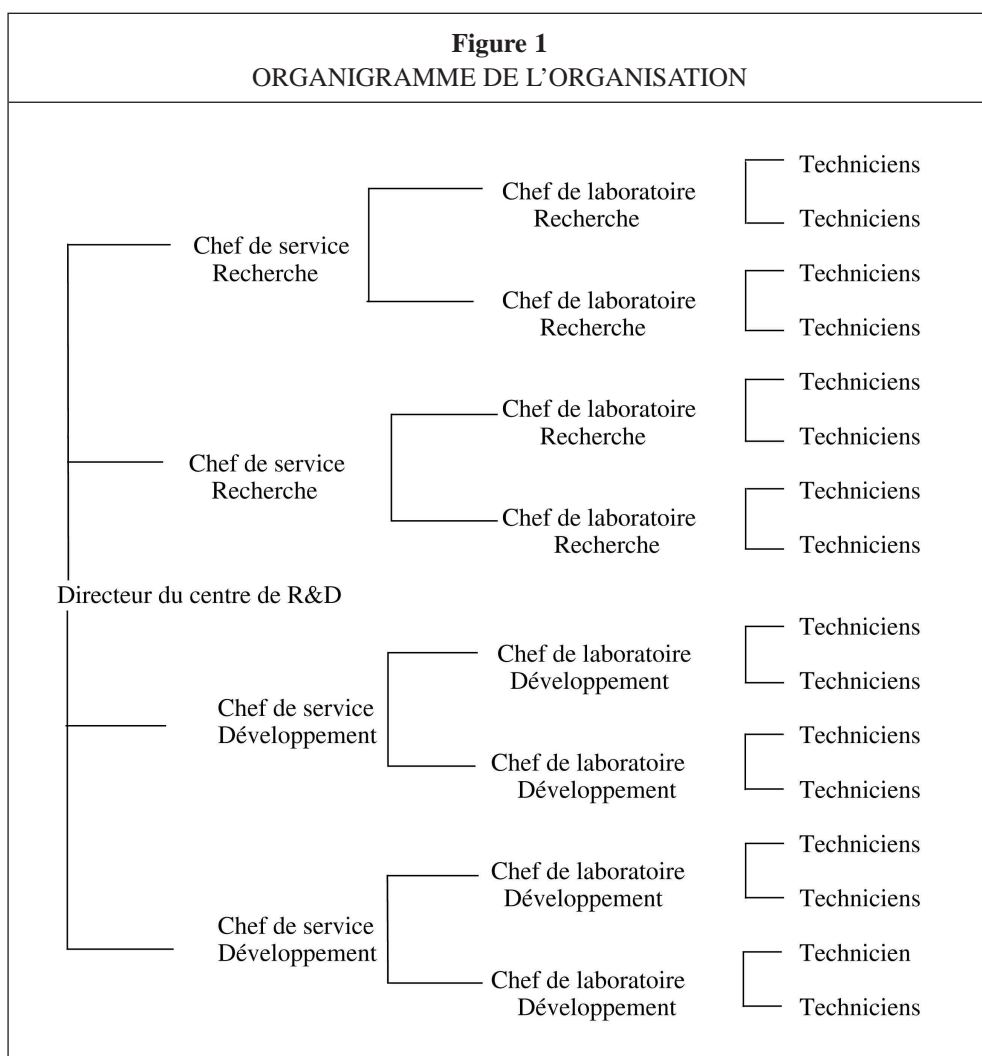 Figure 1
ORGANIGRAMME DE L'ORGANISATION
Techniciens
Chef de laboratoire
Recherche
Techniciens
Chef de service
Recherche
Techniciens
Chef de laboratoire
Recherche
Techniciens
Techniciens
Chef de laboratoire
Recherche
Techniciens
Chef de service
Recherche
Techniciens
Chef de laboratoire
Recherche
Techniciens
Directeur du centre de R&D
Techniciens
Chef de laboratoire
Développement
Techniciens
Chef de service
Développement
Techniciens
Chef de laboratoire
Développement
Techniciens
Techniciens
Chef de laboratoire
Développement
Techniciens
Chef de service
Développement
Technicien
Chef de laboratoire
Développement
Techniciens